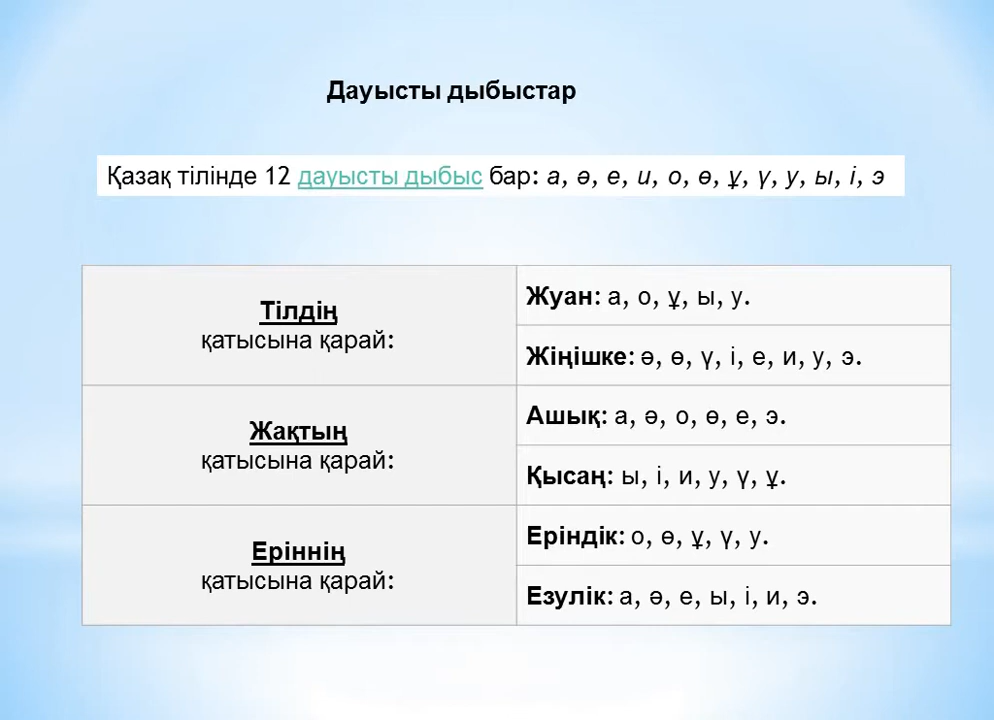 Дауысты дыбыстар
Қазақ тілінде 12 дауысты дыбыс бар: а, ә, е, и, о, ө, ұ, ү, у, ы, і, э
Тілдің
қатысына қарай:
Жуан: а, о, ұ, ы, у.
Жіңішке: ә, ө, ү, і, е, и, у, э.
Жақтың
қатысына қарай:
Ашық: а, ә, о, ө, е, э.
Қысаң: ы, і, и, у, ү, ұ.
Еріннің
қатысына қарай:
Еріндік: о, ө, ұ, ү, у.
Езулік: а, ә, е, ы, і, и, э.